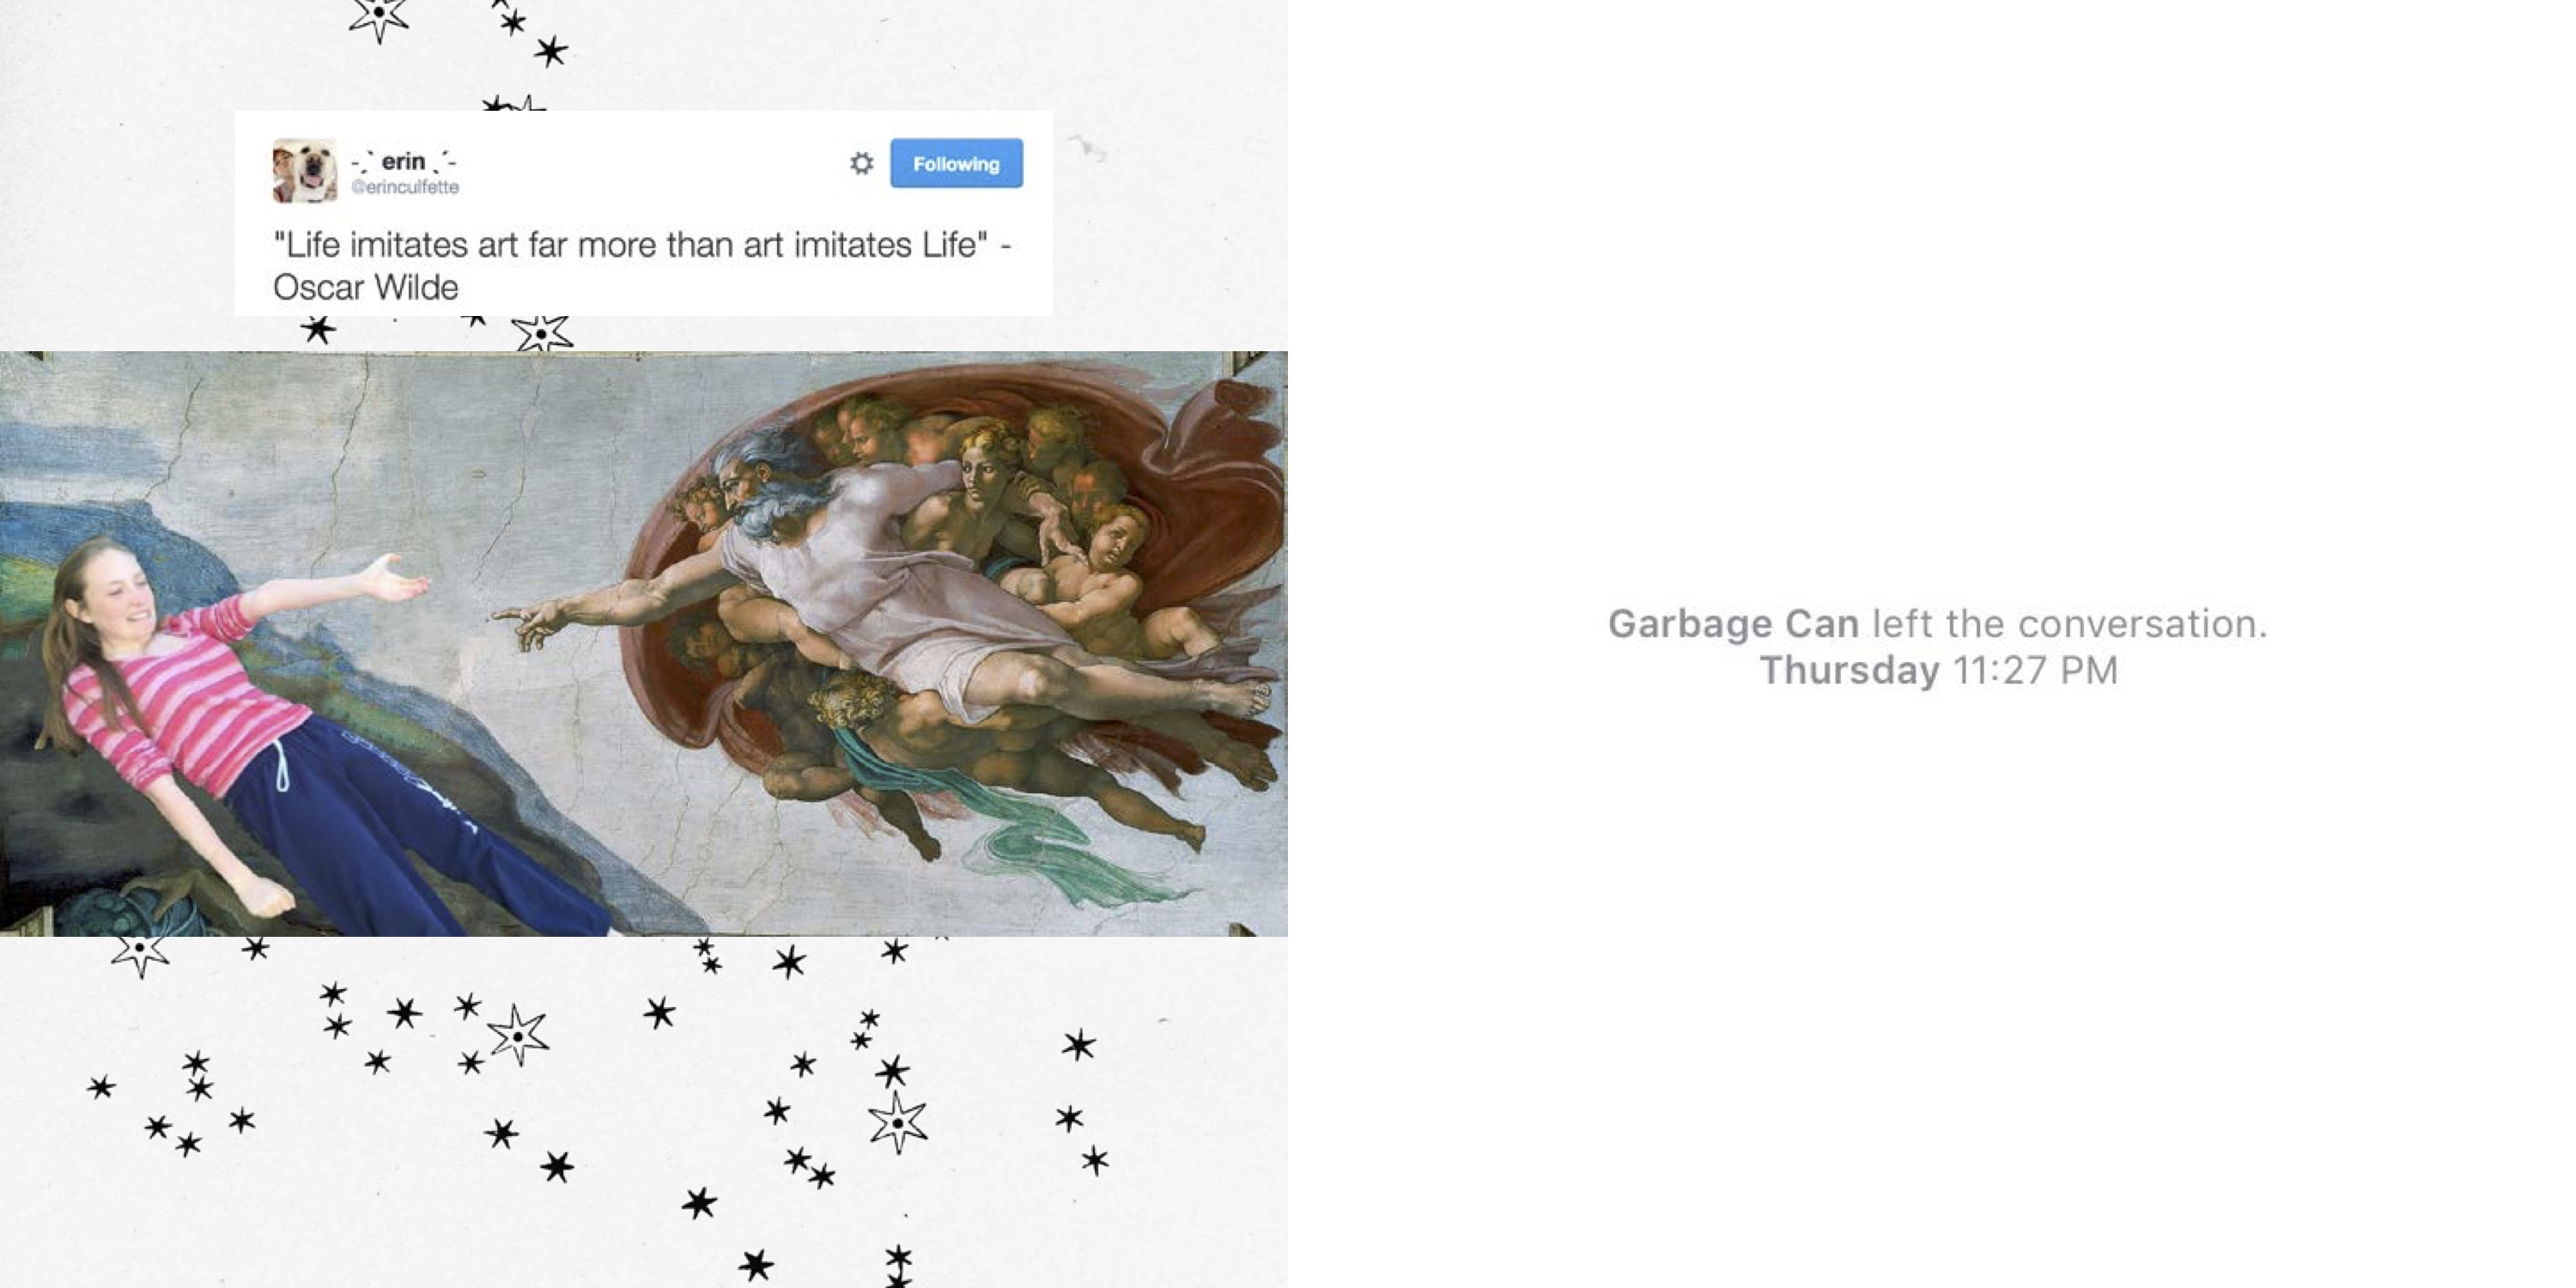 -ˏ` erin ˎ´-
@erinculfette
Following
"Life imitates art far more than art imitates Life" -
Oscar Wilde
Garbage Can left the conversation.
Thursday 11:27 PM